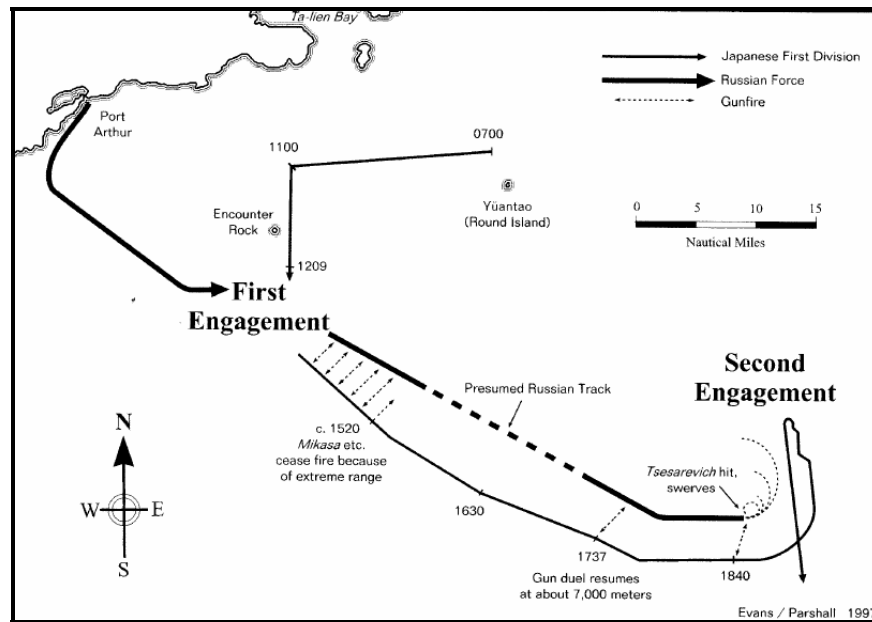 Ta-lien Bay
Japanese First Division
Russian Force
Gunfire
Port
Arthur
0700
1100
Yüantao
(Round Island)
0 5 10 15
Nautical Miles
Encounter
Rock
1209
First
Engagement
Second
Engagement
Presumed Russian Track
c. 1520
Mikasa etc.
cease fire because
of extreme range
Tsesarevich hit,
swerves
N
W E
S
1630
1737
1840
Gun duel resumes
at about 7,000 meters
Evans / Parshall 1997